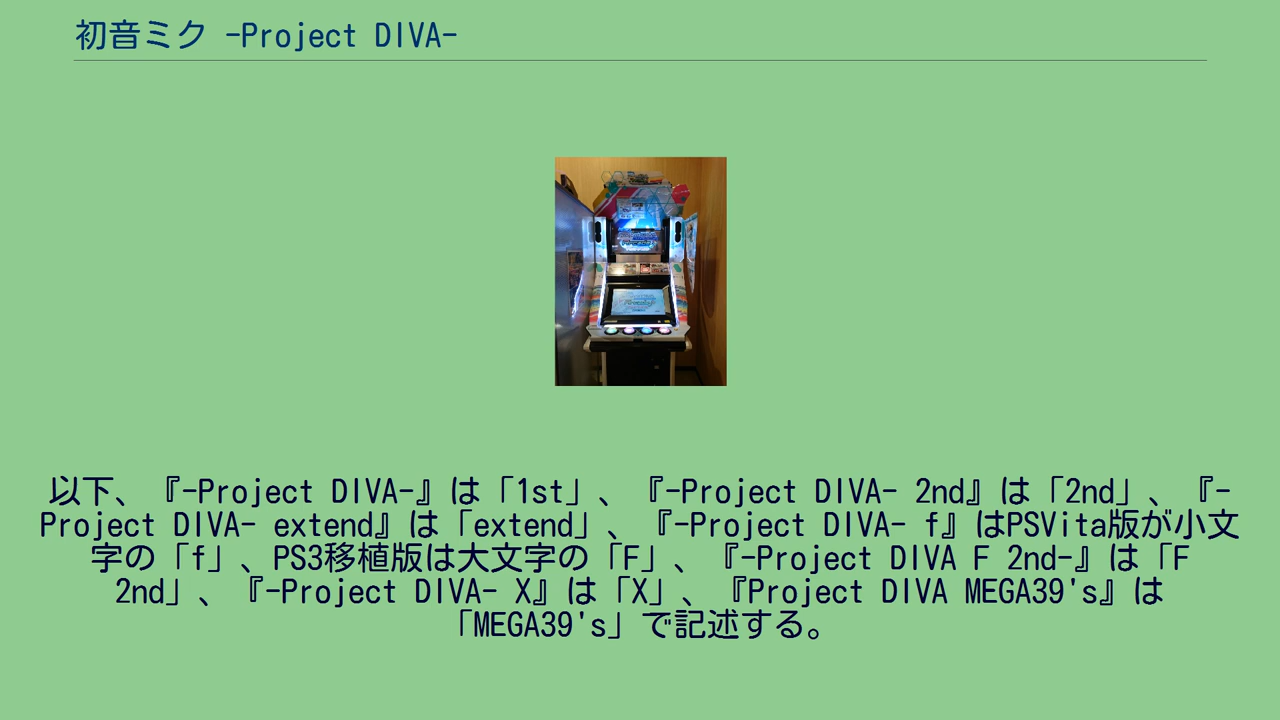 初音ミク -Project DIVA-
以下、『-Project DIVA-』は「1st」、『-Project DIVA- 2nd』は「2nd」、『-
Project DIVA- extend』は「extend」、『-Project DIVA- f』はPSVita版が小文
字の「f」、PS3移植版は大文字の「F」、『-Project DIVA F 2nd-』は「F
2nd」、『-Project DIVA- X』は「X」、『Project DIVA MEGA39's』は
「MEGA39's」で記述する。